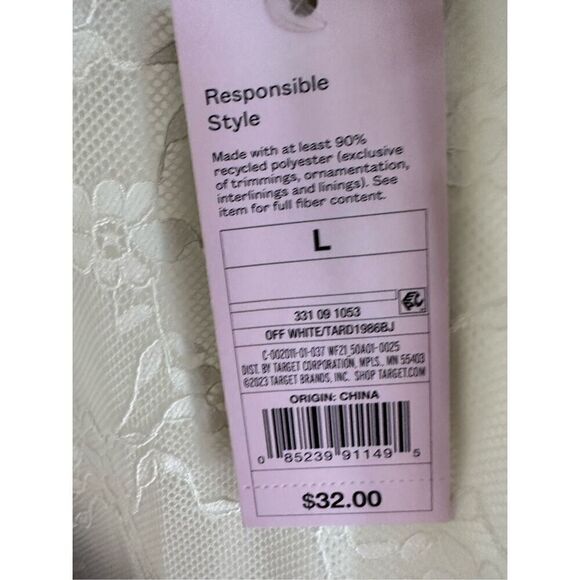 Responsible
Style
Made with at least 90%
recycled polyester (exclusive
of trimmings, ornamentation,
interlinings and linings). See
item for full fiber content.
L
331 09 1053
OFF WHITE/TARD1986BJ
C-002011-01-037 WF21_50A01-0025
DIST. BY TARGET CORPORATION, MPLS., MN 55403
©2023 TARGET BRANDS, INC. SHOP TARGET.COM
ORIGIN: CHINA
0 85239 91149 5
$32.00